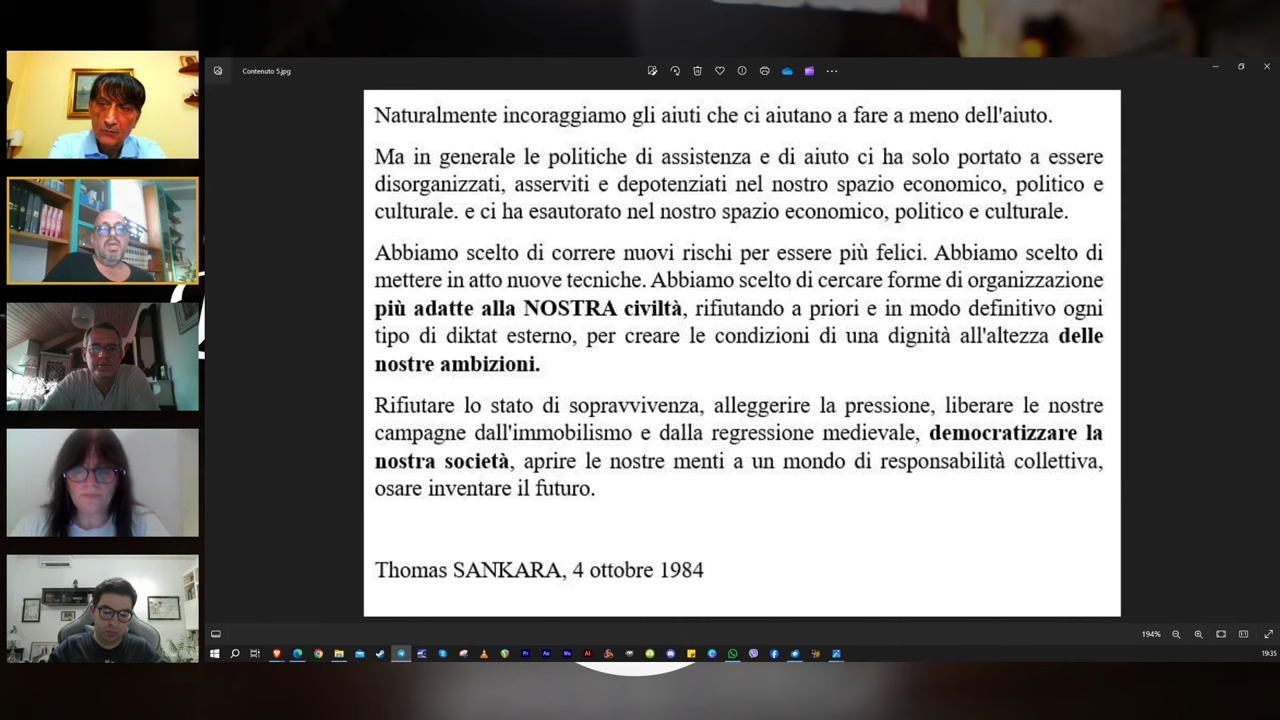 Contenuto 5.jpg
Naturalmente incoraggiamo gli aiuti che ci aiutano a fare a meno dell'aiuto.
Ma in generale le politiche di assistenza e di aiuto ci ha solo portato a essere
disorganizzati, asserviti e depotenziati nel nostro spazio economico, politico e
culturale. e ci ha esautorato nel nostro spazio economico, politico e culturale.
Abbiamo scelto di correre nuovi rischi per essere più felici. Abbiamo scelto di
mettere in atto nuove tecniche. Abbiamo scelto di cercare forme di organizzazione
più adatte alla NOSTRA civiltà, rifiutando a priori e in modo definitivo ogni
tipo di diktat esterno, per creare le condizioni di una dignità all'altezza delle
nostre ambizioni.
Rifiutare lo stato di sopravvivenza, alleggerire la pressione, liberare le nostre
campagne dall'immobilismo e dalla regressione medievale, democratizzare la
nostra società, aprire le nostre menti a un mondo di responsabilità collettiva,
osare inventare il futuro.
Thomas SANKARA, 4 ottobre 1984
194%
19:35